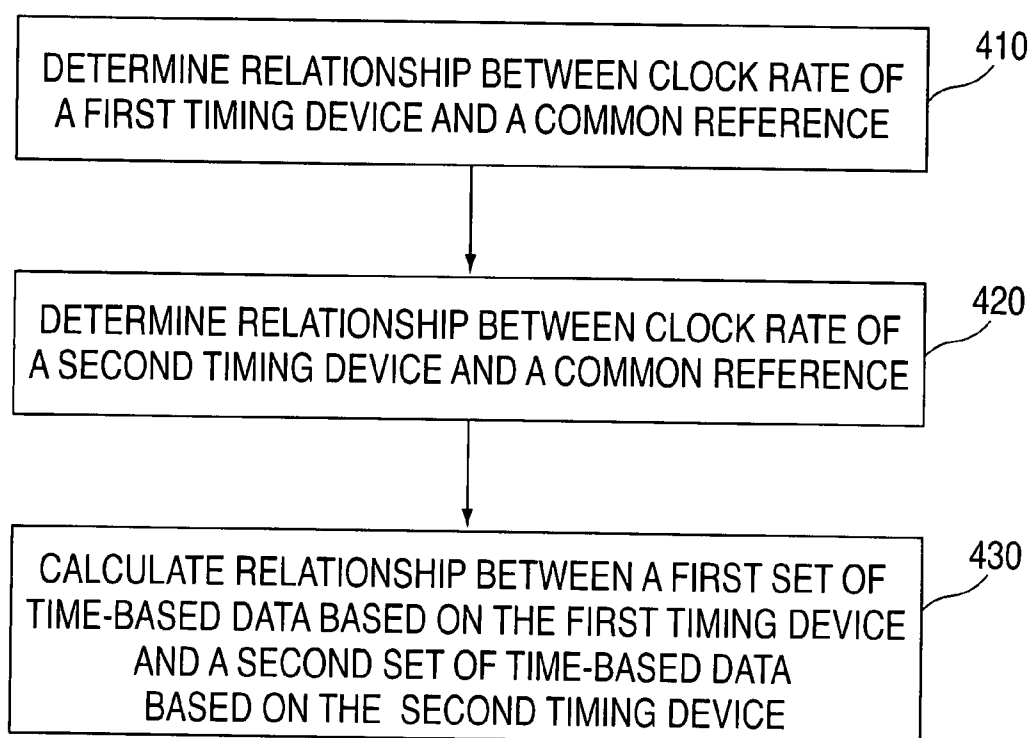 DETERMINE RELATIONSHIP BETWEEN CLOCK RATE OF
A FIRST TIMING DEVICE AND A COMMON REFERENCE
410
DETERMINE RELATIONSHIP BETWEEN CLOCK RATE OF
A SECOND TIMING DEVICE AND A COMMON REFERENCE
420
CALCULATE RELATIONSHIP BETWEEN A FIRST SET OF
TIME-BASED DATA BASED ON THE FIRST TIMING DEVICE
AND A SECOND SET OF TIME-BASED DATA
BASED ON THE SECOND TIMING DEVICE
430